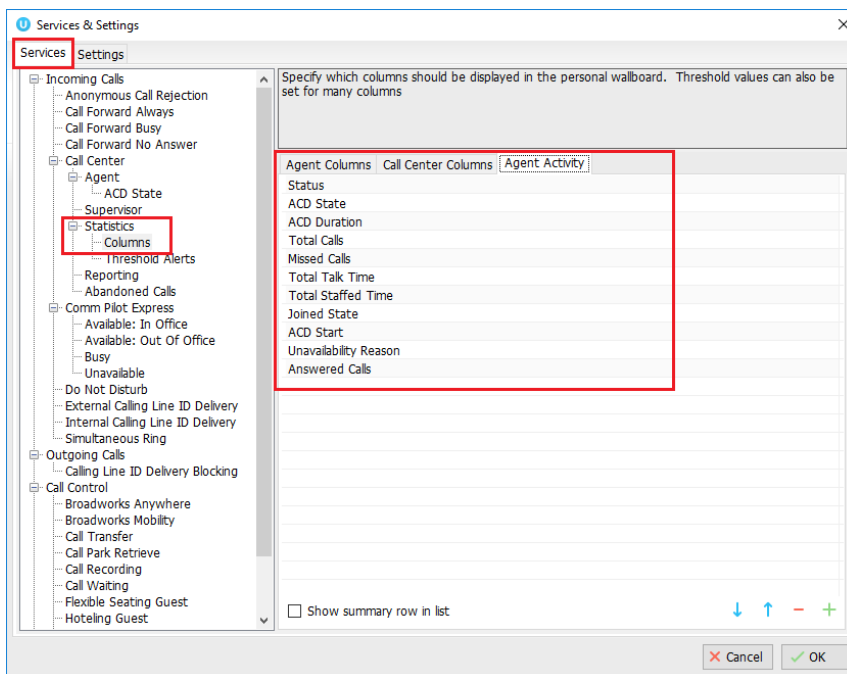 Services & Settings
Services Settings
Incoming Calls
Anonymous Call Rejection
Call Forward Always
Call Forward Busy
Call Forward No Answer
Call Center
Agent
ACD State
Supervisor
Statistics
Columns
Threshold Alerts
Reporting
Abandoned Calls
Comm Pilot Express
Available: In Office
Available: Out Of Office
Busy
Unavailable
Do Not Disturb
External Calling Line ID Delivery
Internal Calling Line ID Delivery
Simultaneous Ring
Outgoing Calls
Calling Line ID Delivery Blocking
Call Control
Broadworks Anywhere
Broadworks Mobility
Call Transfer
Call Park Retrieve
Call Recording
Call Waiting
Flexible Seating Guest
Hoteling Guest
Specify which columns should be displayed in the personal wallboard. Threshold values can also be
set for many columns
Agent Columns Call Center Columns Agent Activity
Status
ACD State
ACD Duration
Total Calls
Missed Calls
Total Talk Time
Total Staffed Time
Joined State
ACD Start
Unavailability Reason
Answered Calls
Show summary row in list
Cancel OK